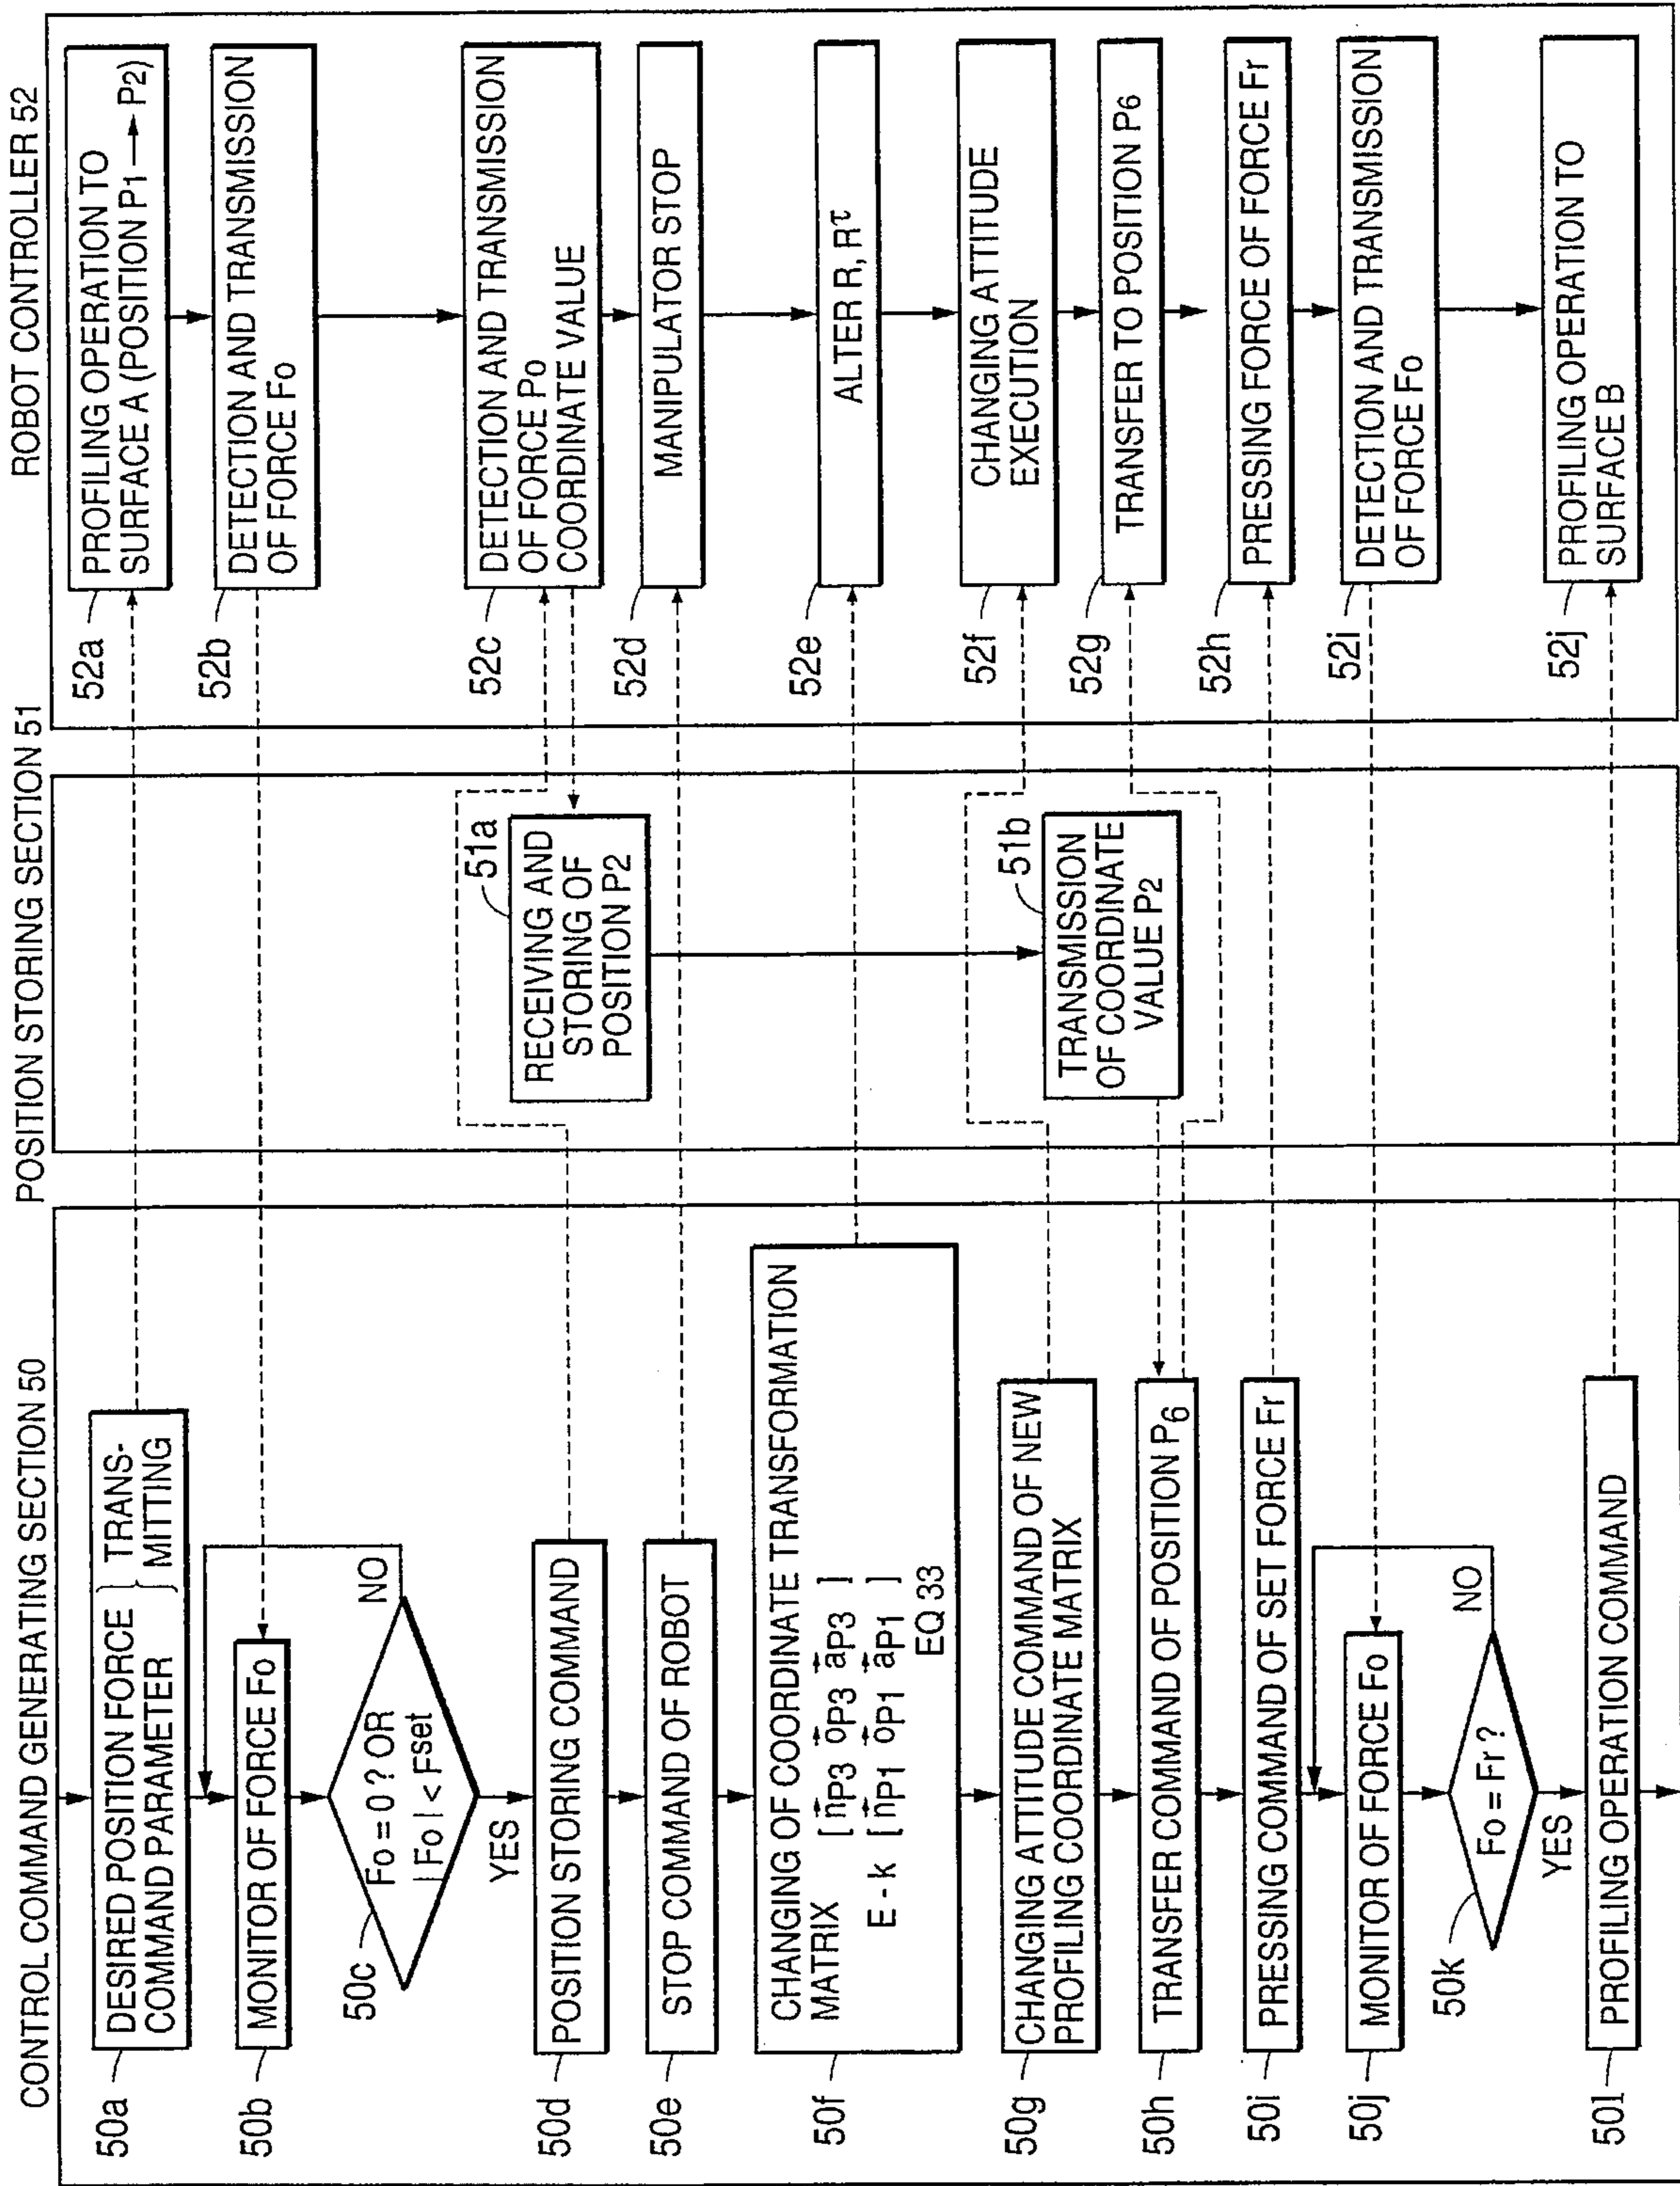 CONTROL COMMAND GENERATING SECTION 50
50a
DESIRED POSITION FORCE } TRANS-
COMMAND PARAMETER } MITTING
50b
MONITOR OF FORCE Fo
50c
Fo = 0 ? OR
| Fo | < Fset
NO
YES
50d
POSITION STORING COMMAND
50e
STOP COMMAND OF ROBOT
50f
CHANGING OF COORDINATE TRANSFORMATION
MATRIX [ n⃗P3 o⃗P3 a⃗P3 ]
E - k [ n⃗P1 o⃗P1 a⃗P1 ]
EQ 33
50g
CHANGING ATTITUDE COMMAND OF NEW
PROFILING COORDINATE MATRIX
50h
TRANSFER COMMAND OF POSITION P6
50i
PRESSING COMMAND OF SET FORCE Fr
50j
MONITOR OF FORCE Fo
50k
Fo = Fr ?
NO
YES
50l
PROFILING OPERATION COMMAND
POSITION STORING SECTION 51
51a
RECEIVING AND
STORING OF
POSITION P2
51b
TRANSMISSION
OF COORDINATE
VALUE P2
ROBOT CONTROLLER 52
52a
PROFILING OPERATION TO
SURFACE A (POSITION P1 → P2)
52b
DETECTION AND TRANSMISSION
OF FORCE Fo
52c
DETECTION AND TRANSMISSION
OF FORCE Po
COORDINATE VALUE
52d
MANIPULATOR STOP
52e
ALTER R, Rτ
52f
CHANGING ATTITUDE
EXECUTION
52g
TRANSFER TO POSITION P6
52h
PRESSING FORCE OF FORCE Fr
52i
DETECTION AND TRANSMISSION
OF FORCE Fo
52j
PROFILING OPERATION TO
SURFACE B